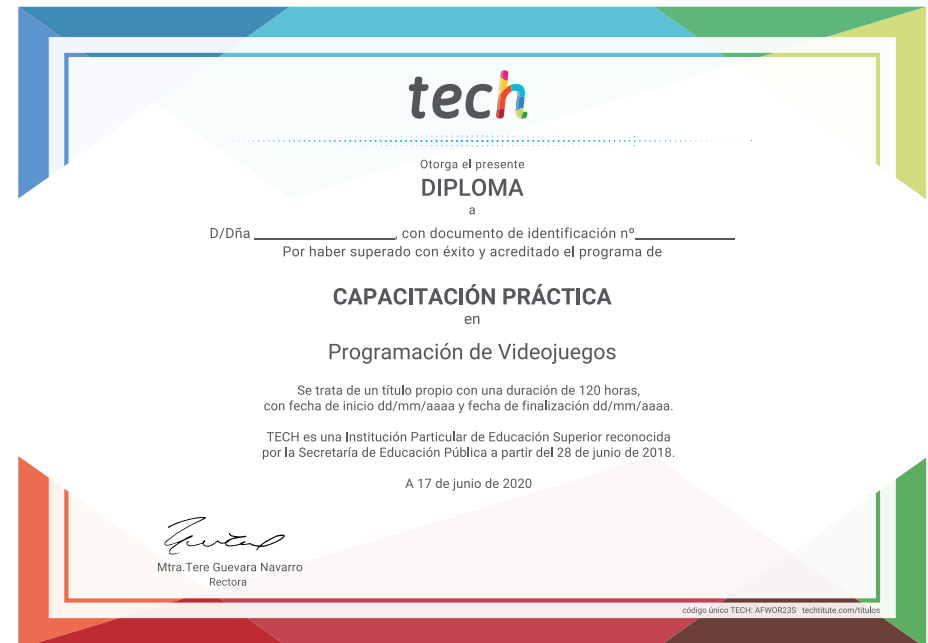 tech
Otorga el presente
DIPLOMA
a
D/Dña ____________________, con documento de identificación nº______________
Por haber superado con éxito y acreditado el programa de
CAPACITACIÓN PRÁCTICA
en
Programación de Videojuegos
Se trata de un título propio con una duración de 120 horas,
con fecha de inicio dd/mm/aaaa y fecha de finalización dd/mm/aaaa.
TECH es una Institución Particular de Educación Superior reconocida
por la Secretaría de Educación Pública a partir del 28 de junio de 2018.
A 17 de junio de 2020
Mtra.Tere Guevara Navarro
Rectora
código único TECH: AFWOR23S techtitute.com/titulos